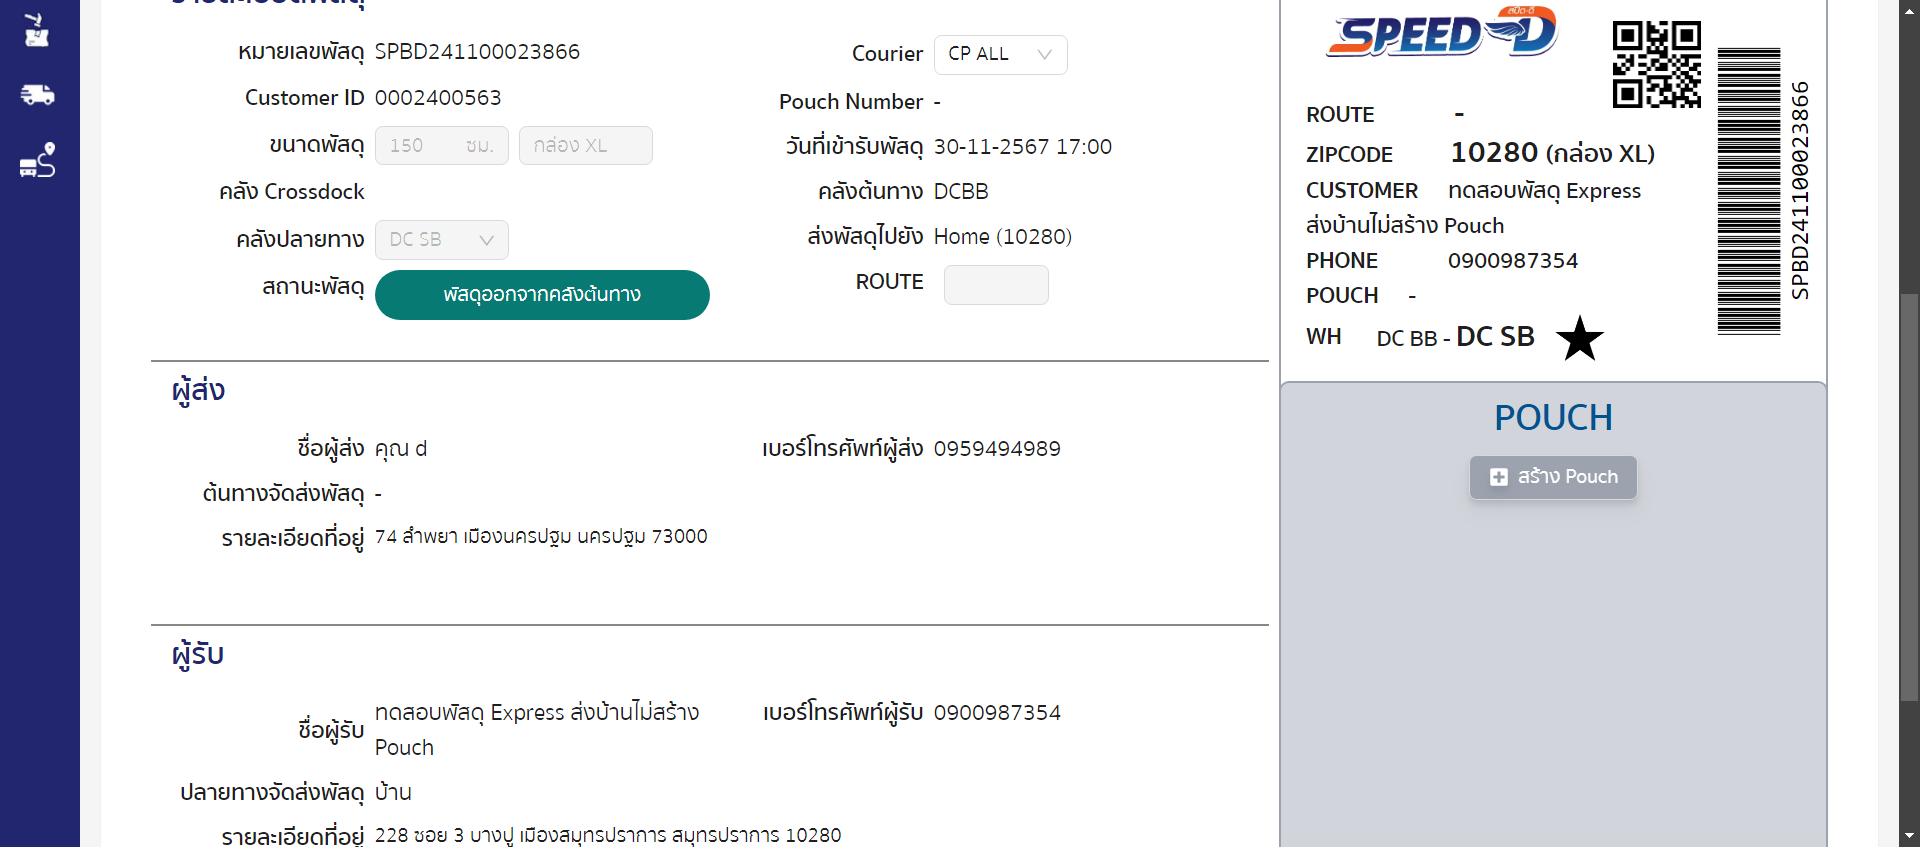 รายละเอียดพัสดุ
หมายเลขพัสดุ SPBD241100023866
Customer ID 0002400563
ขนาดพัสดุ 150 ซม. กล่อง XL
คลัง Crossdock
คลังปลายทาง DC SB
สถานะพัสดุ พัสดุออกจากคลังต้นทาง
Courier CP ALL
Pouch Number -
วันที่เข้ารับพัสดุ 30-11-2567 17:00
คลังต้นทาง DCBB
ส่งพัสดุไปยัง Home (10280)
ROUTE
ผู้ส่ง
ชื่อผู้ส่ง คุณ d
เบอร์โทรศัพท์ผู้ส่ง 0959494989
ต้นทางจัดส่งพัสดุ -
รายละเอียดที่อยู่ 74 ลำพยา เมืองนครปฐม นครปฐม 73000
ผู้รับ
ชื่อผู้รับ ทดสอบพัสดุ Express ส่งบ้านไม่สร้าง
Pouch
เบอร์โทรศัพท์ผู้รับ 0900987354
ปลายทางจัดส่งพัสดุ บ้าน
รายละเอียดที่อยู่ 228 ซอย 3 บางปู เมืองสมุทรปราการ สมุทรปราการ 10280
สปีด-ดี
SPEED D
ROUTE -
ZIPCODE 10280 (กล่อง XL)
CUSTOMER ทดสอบพัสดุ Express
ส่งบ้านไม่สร้าง Pouch
PHONE 0900987354
POUCH -
WH DC BB - DC SB
SPBD241100023866
POUCH
สร้าง Pouch